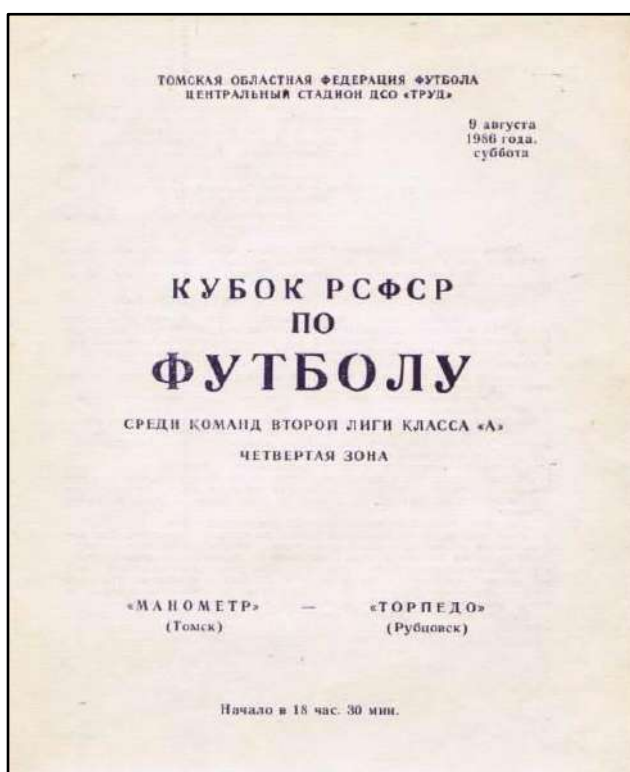 ТОМСКАЯ ОБЛАСТНАЯ ФЕДЕРАЦИЯ ФУТБОЛА
ЦЕНТРАЛЬНЫЙ СТАДИОН ДСО «ТРУД»
9 августа
1986 года.
суббота
КУБОК РСФСР
ПО
ФУТБОЛУ
СРЕДИ КОМАНД ВТОРОЙ ЛИГИ КЛАССА «А»
ЧЕТВЕРТАЯ ЗОНА
«МАНОМЕТР» — «ТОРПЕДО»
(Томск) (Рубцовск)
Начало в 18 час. 30 мин.